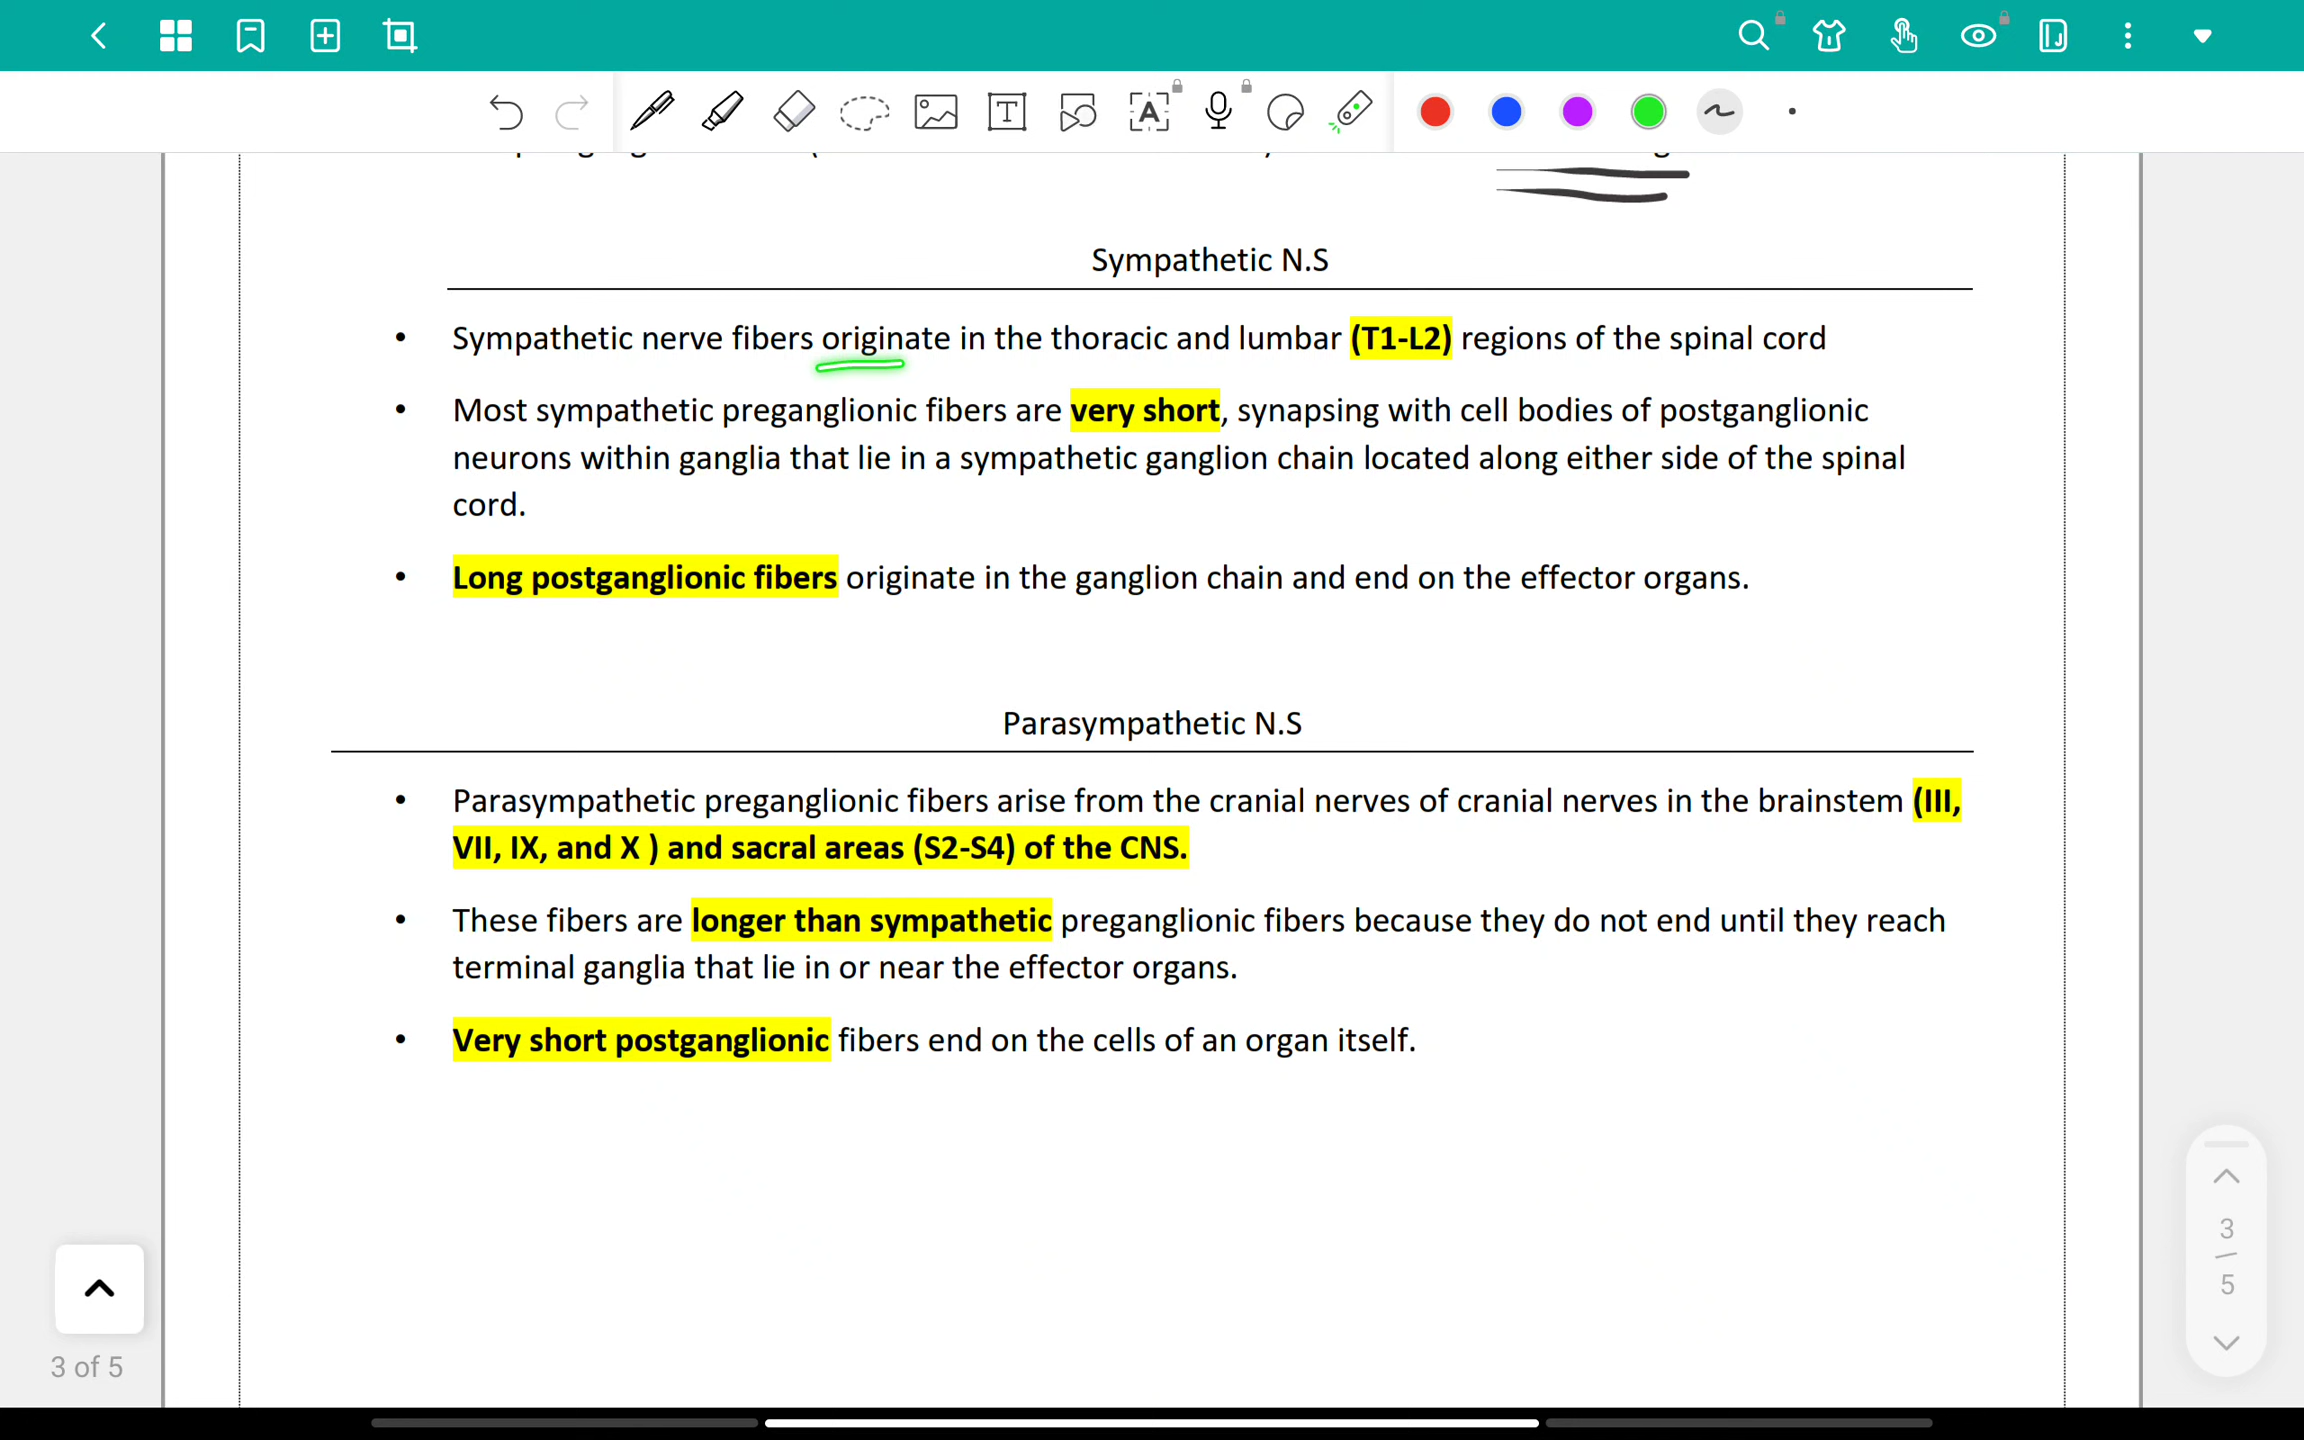 Sympathetic N.S
• Sympathetic nerve fibers originate in the thoracic and lumbar (T1-L2) regions of the spinal cord
• Most sympathetic preganglionic fibers are very short, synapsing with cell bodies of postganglionic
neurons within ganglia that lie in a sympathetic ganglion chain located along either side of the spinal
cord.
• Long postganglionic fibers originate in the ganglion chain and end on the effector organs.
Parasympathetic N.S
• Parasympathetic preganglionic fibers arise from the cranial nerves of cranial nerves in the brainstem (III,
VII, IX, and X ) and sacral areas (S2-S4) of the CNS.
• These fibers are longer than sympathetic preganglionic fibers because they do not end until they reach
terminal ganglia that lie in or near the effector organs.
• Very short postganglionic fibers end on the cells of an organ itself.
3
/
5
3 of 5